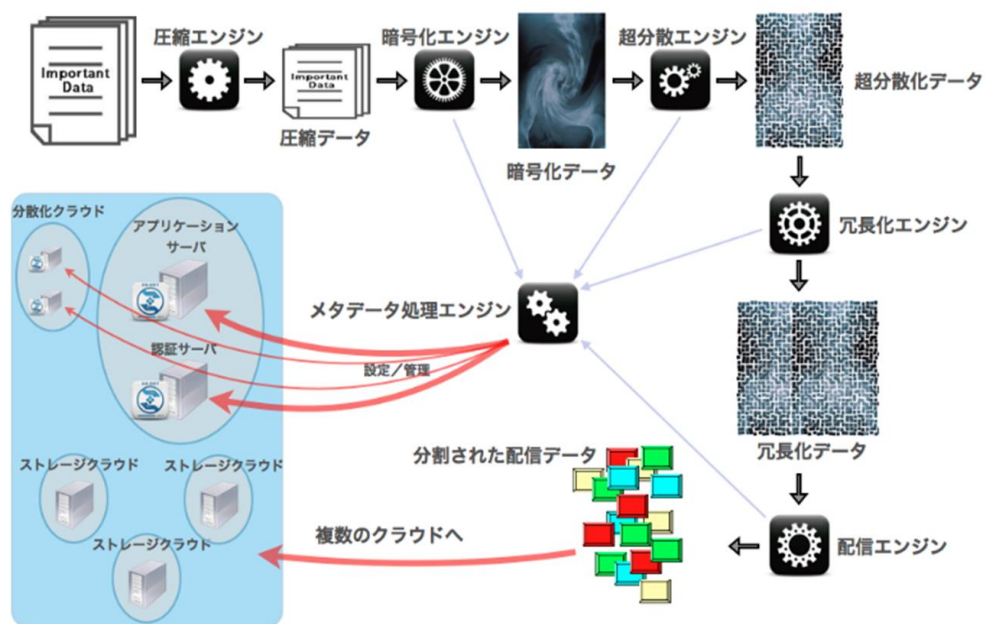 圧縮エンジン
暗号化エンジン
超分散エンジン
Important
Data
Important
Data
超分散化データ
圧縮データ
暗号化データ
分散化クラウド
アプリケーション
サーバ
冗長化エンジン
メタデータ処理エンジン
認証サーバ
設定／管理
冗長化データ
分割された配信データ
ストレージクラウド
ストレージクラウド
ストレージクラウド
複数のクラウドへ
配信エンジン